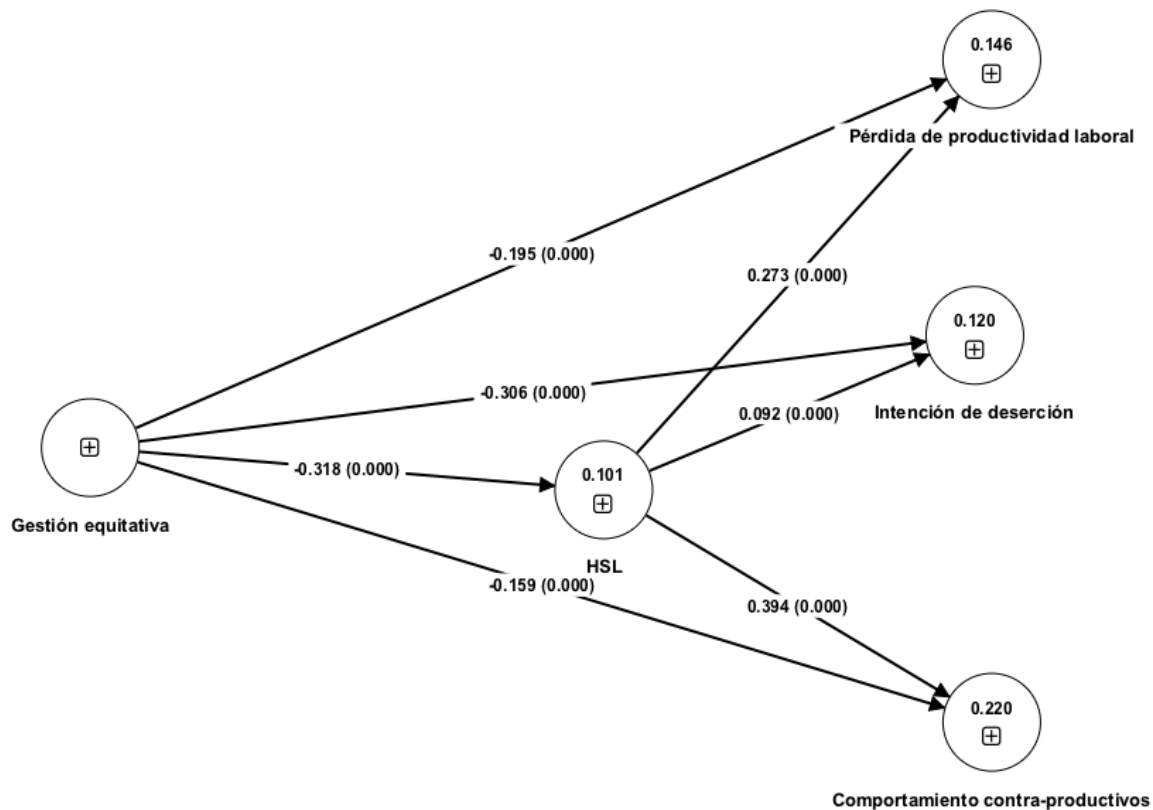 0.146
Pérdida de productividad laboral
-0.195 (0.000)
0.273 (0.000)
0.120
-0.306 (0.000)
0.092 (0.000)
Intención de deserción
-0.318 (0.000)
0.101
Gestión equitativa
HSL
-0.159 (0.000)
0.394 (0.000)
0.220
Comportamiento contra-productivos